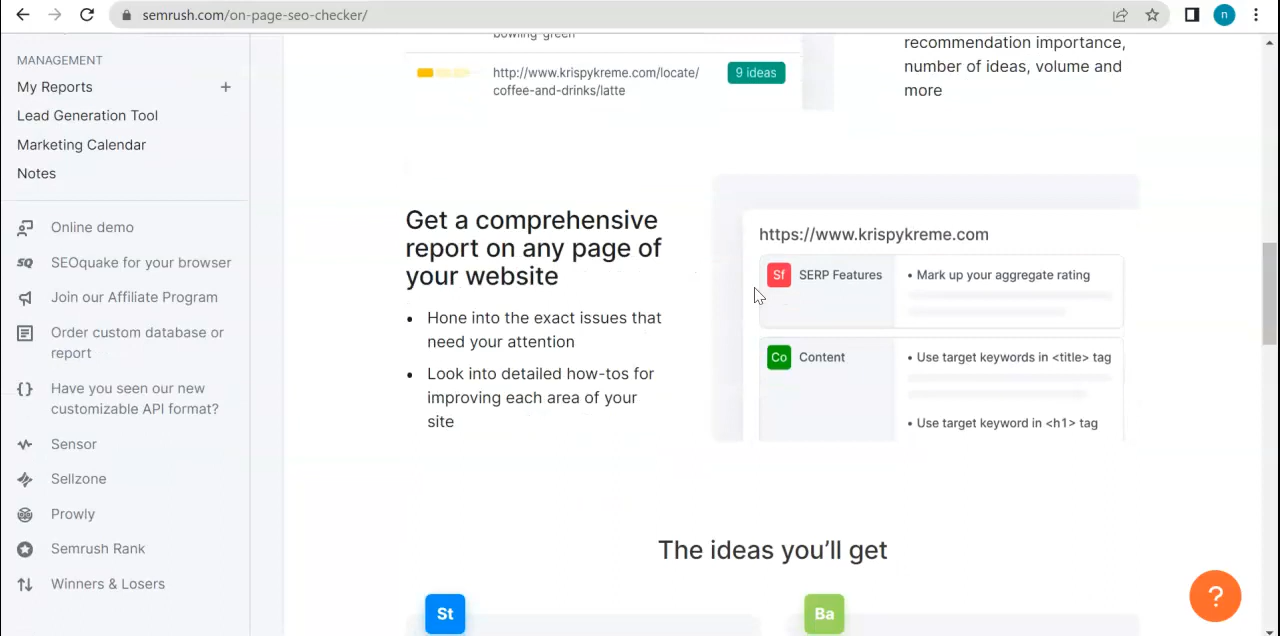 semrush.com/on-page-seo-checker/
n
MANAGEMENT
My Reports
+
Lead Generation Tool
Marketing Calendar
Notes
Online demo
SEOquake for your browser
Join our Affiliate Program
Order custom database or
report
Have you seen our new
customizable API format?
Sensor
Sellzone
Prowly
Semrush Rank
Winners & Losers
bowling-green
http://www.krispykreme.com/locate/
coffee-and-drinks/latte
9 ideas
recommendation importance,
number of ideas, volume and
more
Get a comprehensive
report on any page of
your website
• Hone into the exact issues that
need your attention
• Look into detailed how-tos for
improving each area of your
site
https://www.krispykreme.com
Sf SERP Features
• Mark up your aggregate rating
Co Content
• Use target keywords in <title> tag
• Use target keyword in <h1> tag
The ideas you’ll get
St
Ba
?